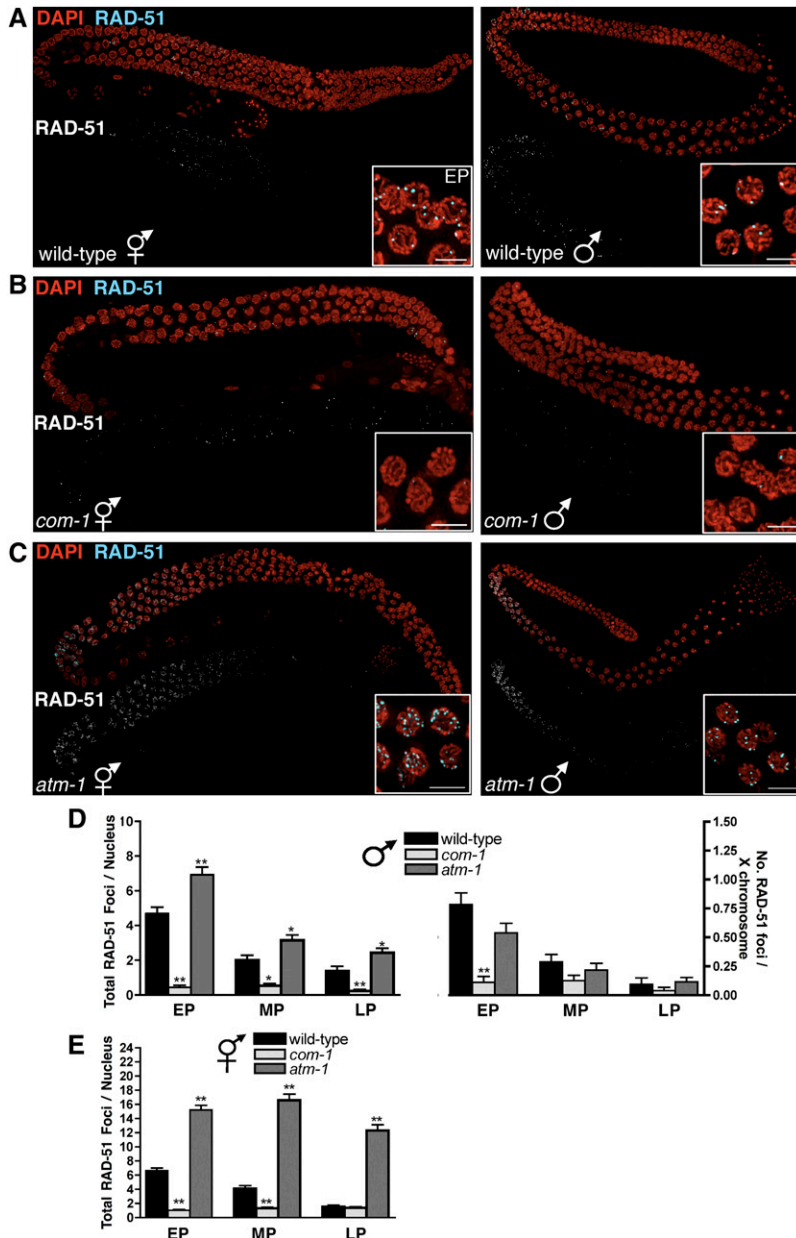 A
DAPI RAD-51
RAD-51
EP
wild-type ⚥
wild-type ♂
B
DAPI RAD-51
RAD-51
com-1 ⚥
com-1 ♂
C
DAPI RAD-51
RAD-51
atm-1 ⚥
atm-1 ♂
D
Total RAD-51 Foci / Nucleus
10
8
6
4
2
0
**
**
*
*
**
*
EP
MP
LP
♂
wild-type
com-1
atm-1
**
EP
MP
LP
1.50
1.25
1.00
0.75
0.50
0.25
0.00
No. RAD-51 foci /
X chromosome
E
Total RAD-51 Foci / Nucleus
24
22
20
18
16
14
12
10
8
6
4
2
0
⚥
wild-type
com-1
atm-1
**
**
**
**
**
EP
MP
LP